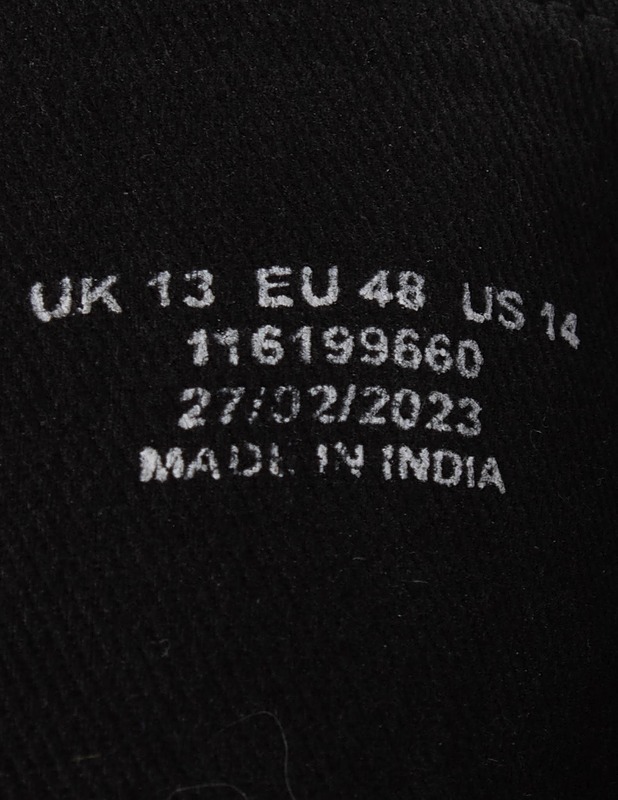 UK 13 EU 48 US 14
116199660
27/02/2023
MADE IN INDIA